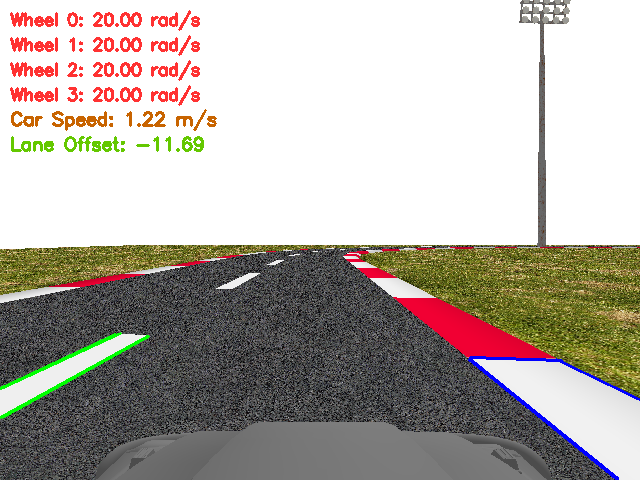 Wheel 0: 20.00 rad/s
Wheel 1: 20.00 rad/s
Wheel 2: 20.00 rad/s
Wheel 3: 20.00 rad/s
Car Speed: 1.22 m/s
Lane Offset: -11.69